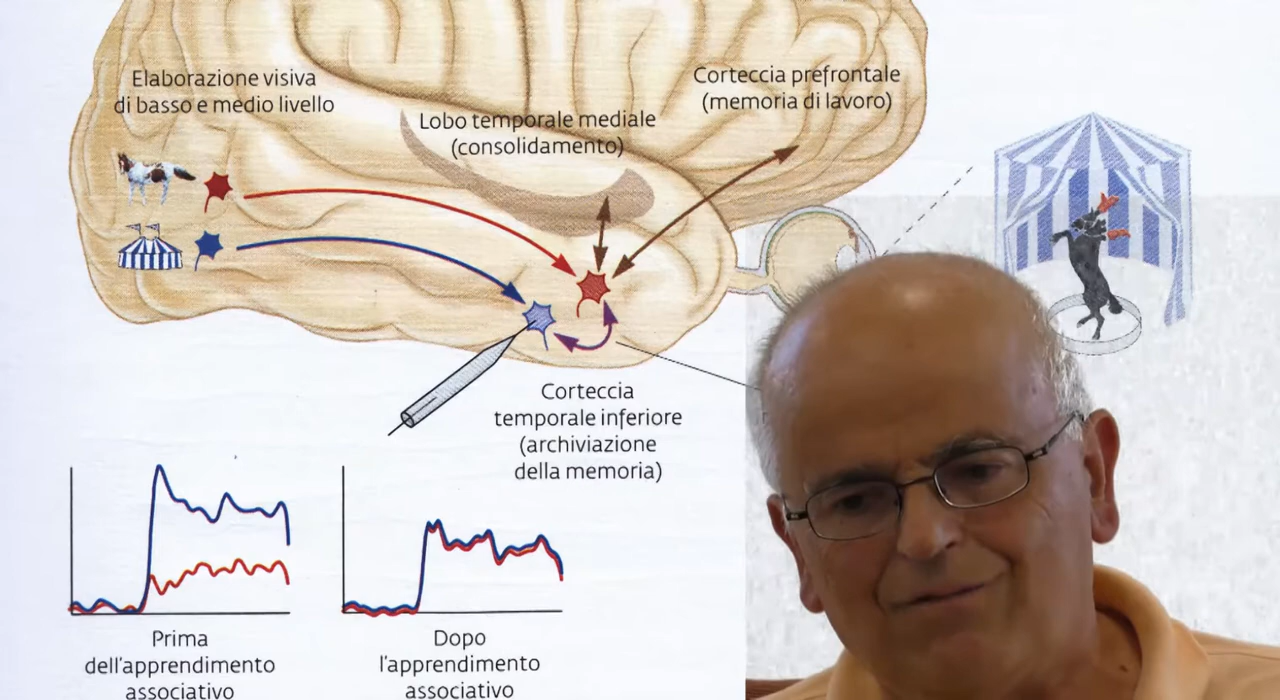 Elaborazione visiva
di basso e medio livello
Lobo temporale mediale
(consolidamento)
Corteccia prefrontale
(memoria di lavoro)
Corteccia
temporale inferiore
(archiviazione
della memoria)
Prima
dell'apprendimento
associativo
Dopo
l'apprendimento
associativo